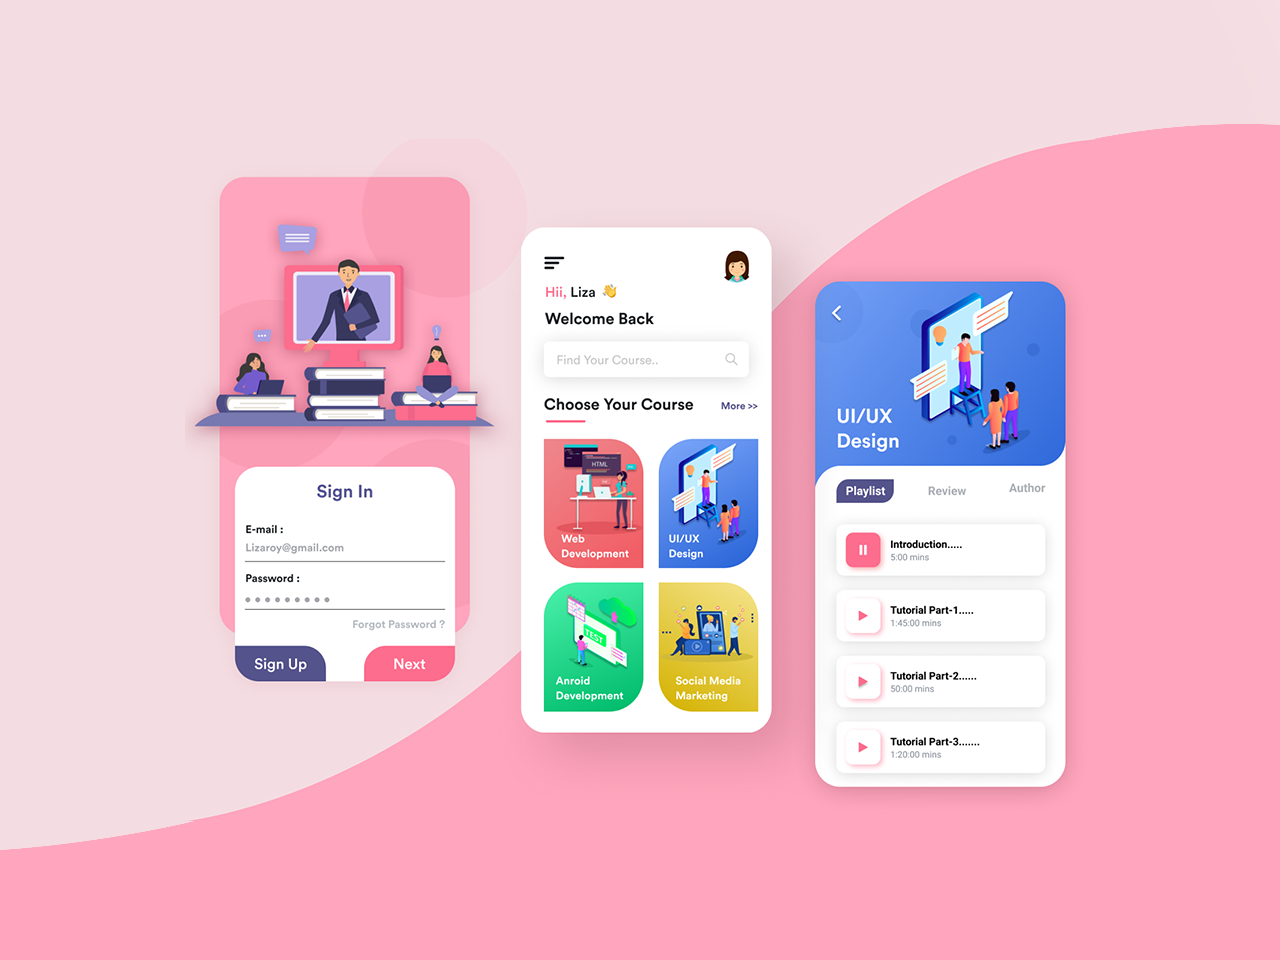 Sign In
E-mail :
Lizaroy@gmail.com
Password :
Forgot Password ?
Sign Up
Next
Hii, Liza 👋
Welcome Back
Find Your Course..
Choose Your Course
More >>
HTML
Web
Development
UI/UX
Design
TEST
Anroid
Development
Social Media
Marketing
UI/UX
Design
Playlist
Review
Author
Introduction.....
5:00 mins
Tutorial Part-1.....
1:45:00 mins
Tutorial Part-2......
50:00 mins
Tutorial Part-3.......
1:20:00 mins